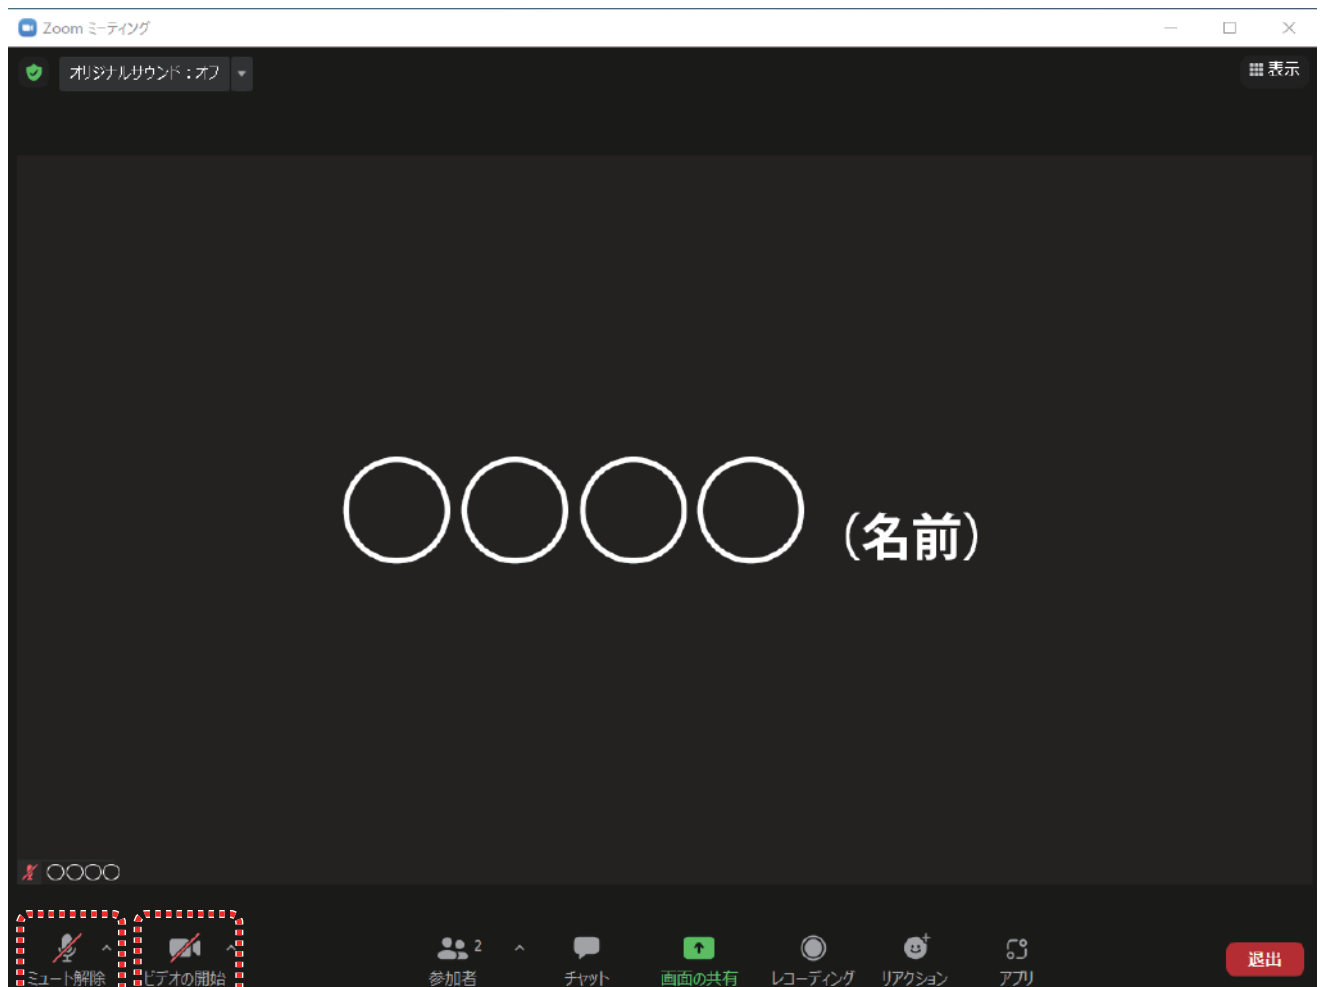 Zoom ミーティング
オリジナルサウンド：オフ
表示
○○○○（名前）
○○○○
ミュート解除
ビデオの開始
参加者
2
チャット
画面の共有
レコーディング
リアクション
アプリ
退出